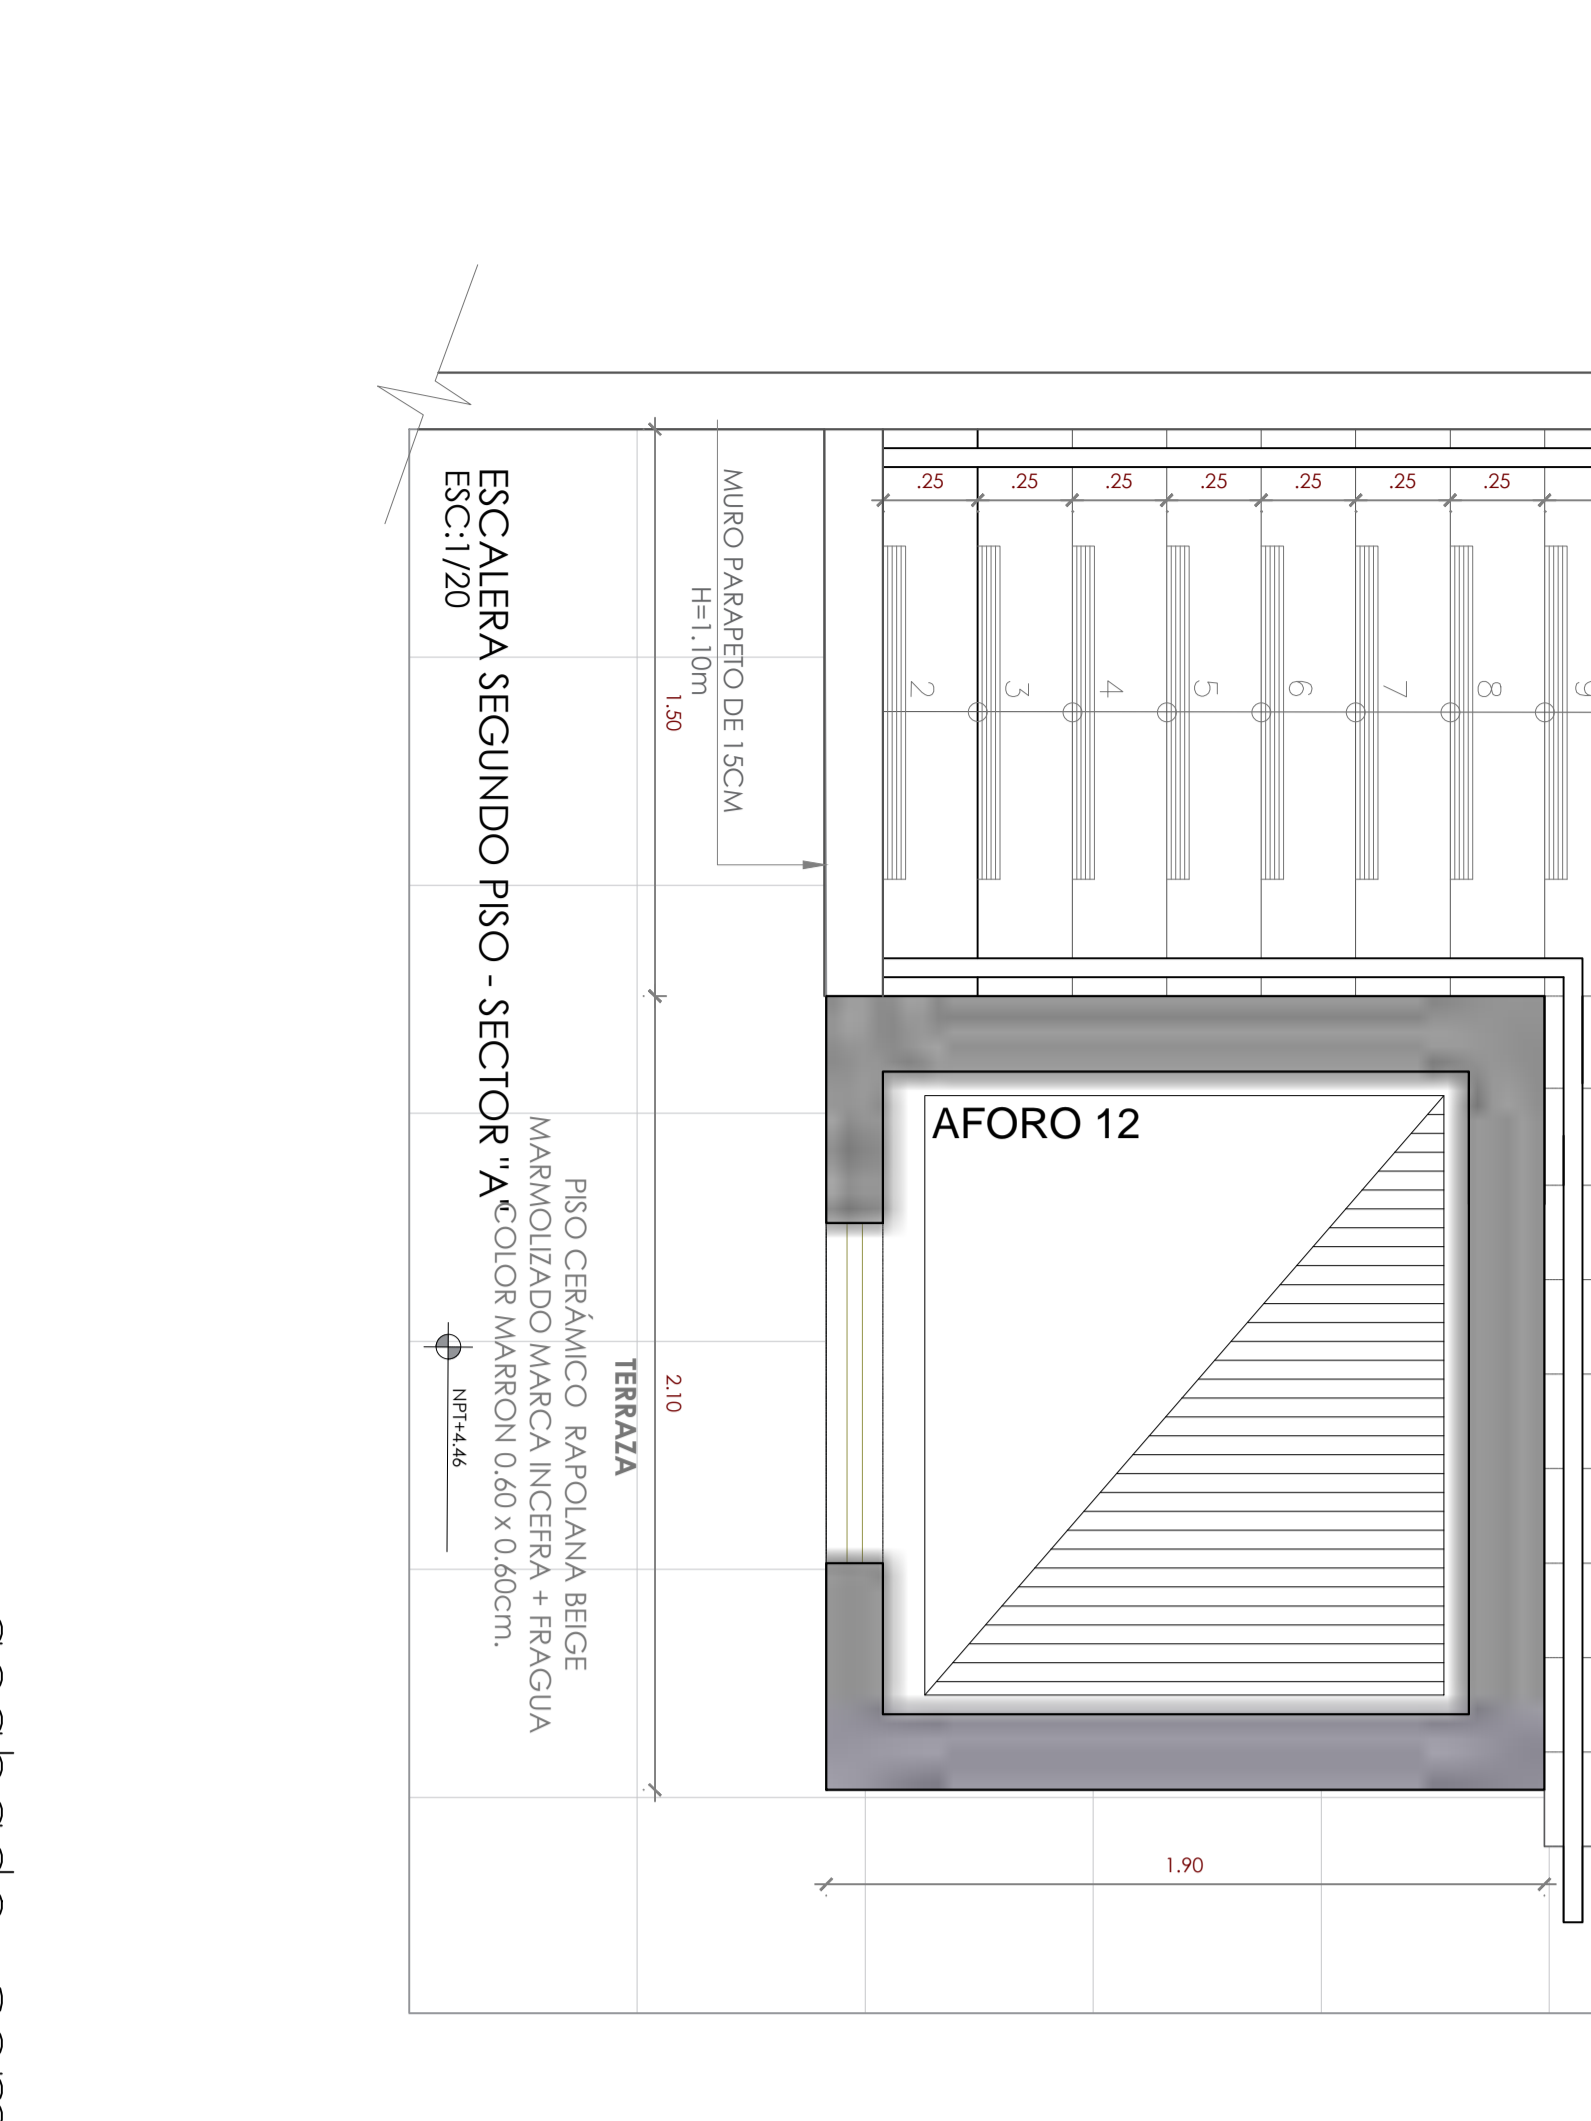 .25 .25 .25 .25 .25 .25 .25
2 3 4 5 6 7 8 9
MURO PARAPETO DE 15CM
H=1.10m
1.50
ESCALERA SEGUNDO PISO - SECTOR "A"
ESC:1/20
AFORO 12
2.10
TERRAZA
PISO CERÁMICO RAPOLANA BEIGE
MARMOLIZADO MARCA INCEFRA + FRAGUA
COLOR MARRON 0.60 x 0.60cm.
NPT+4.46
1.90